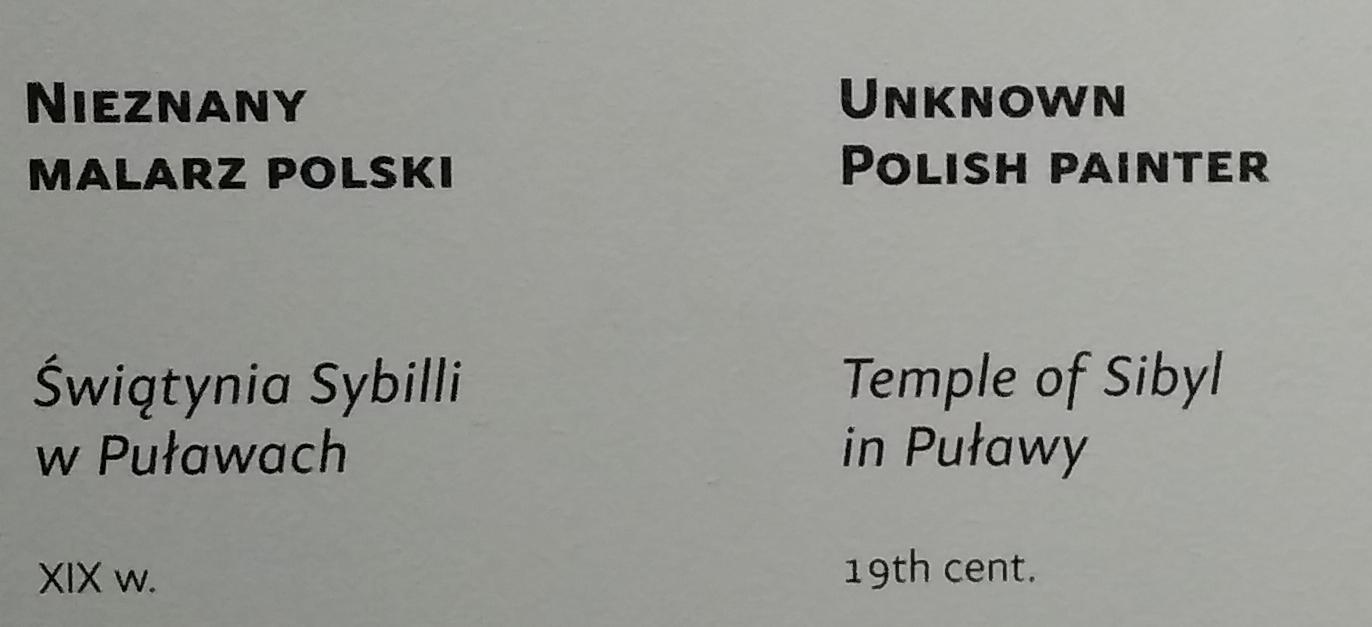 Nieznany
malarz polski
Świątynia Sybilli
w Puławach
XIX w.
Unknown
Polish painter
Temple of Sibyl
in Puławy
19th cent.